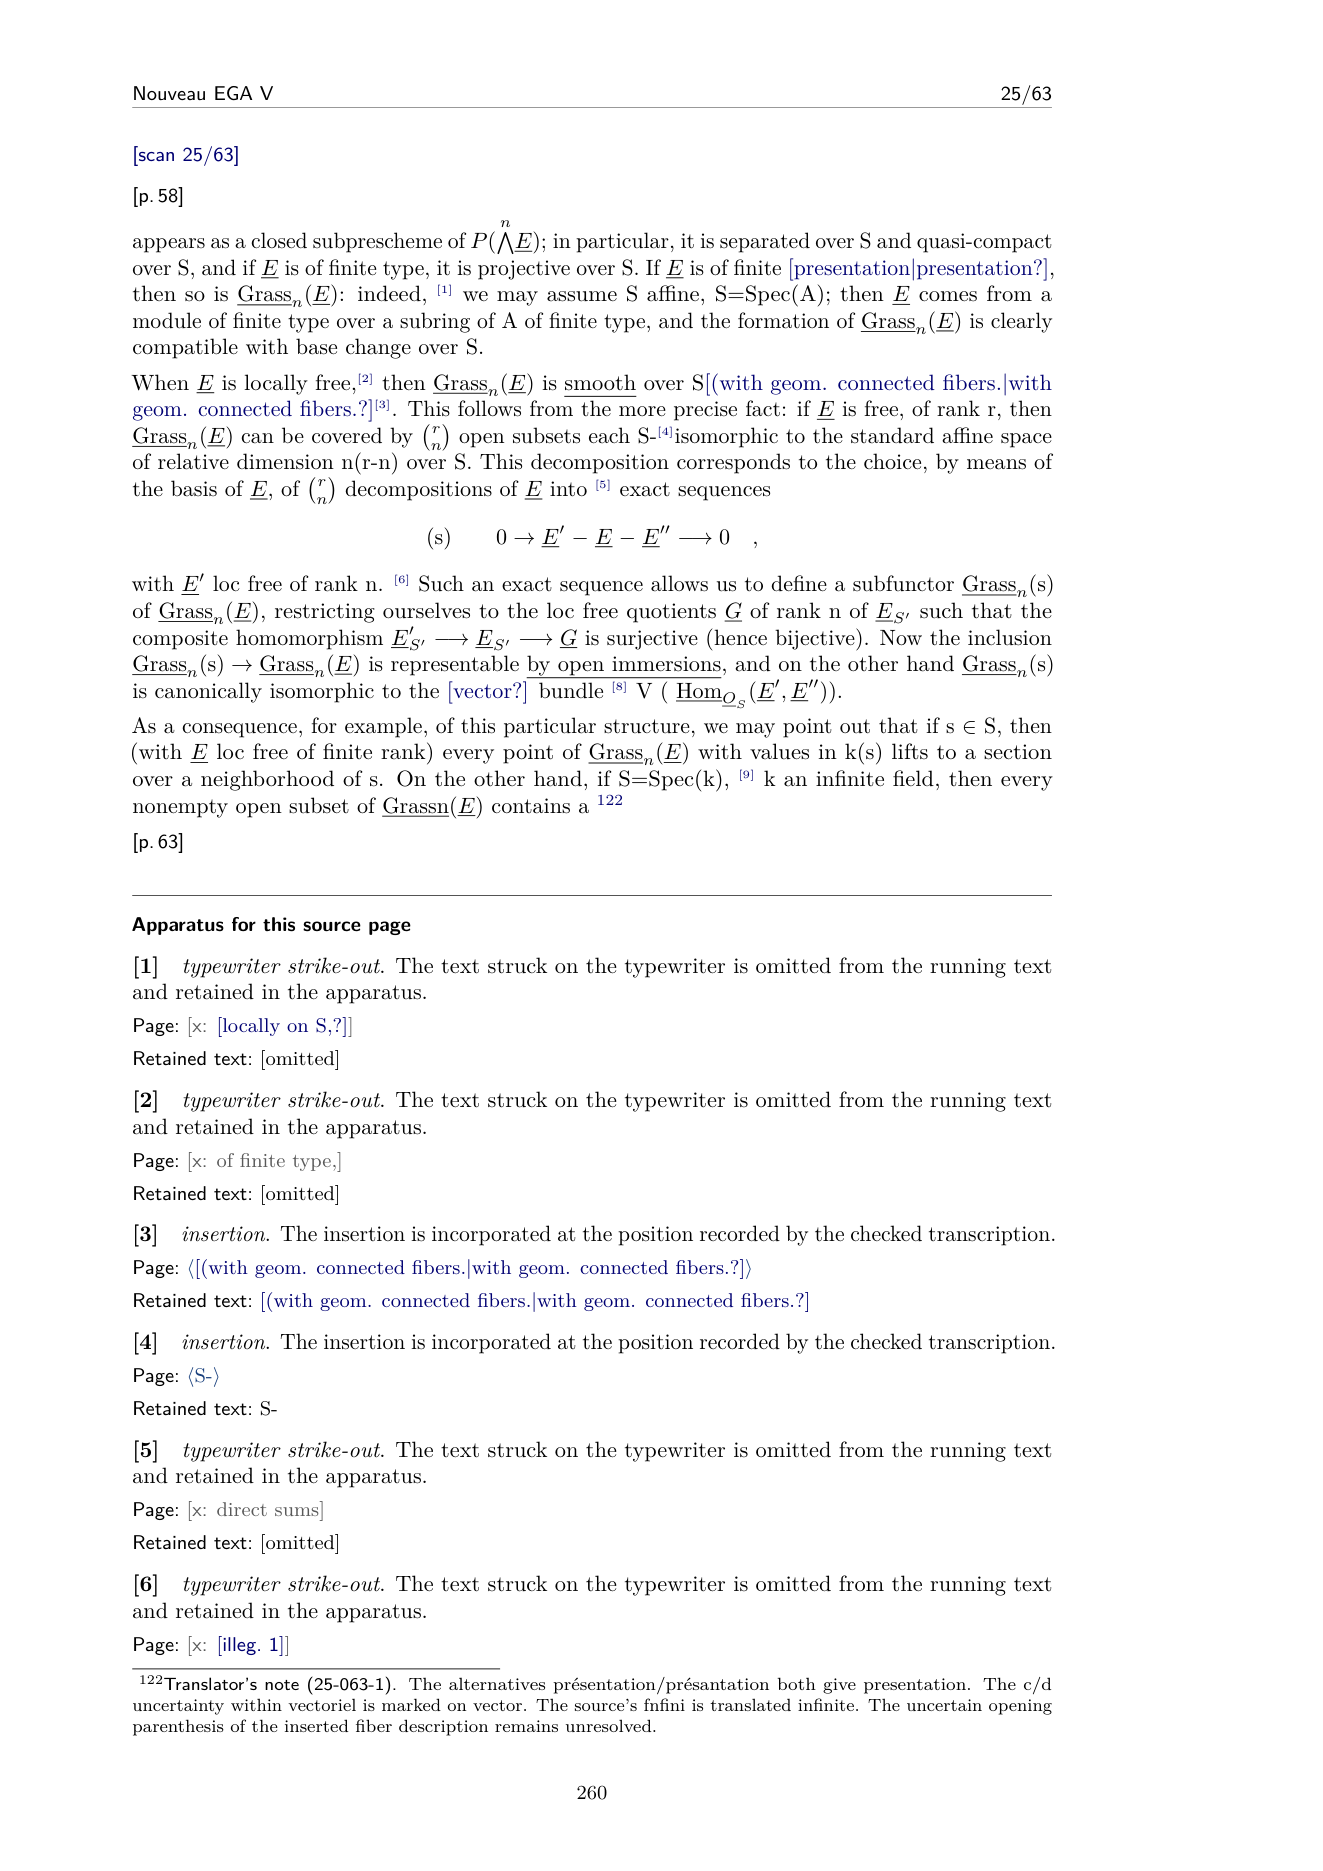 Nouveau EGA V 25/63
[scan 25/63]
[p. 58]
appears as a closed subprescheme of P(⋀ⁿE); in particular, it is separated over S and quasi-compact
over S, and if E is of finite type, it is projective over S. If E is of finite [presentation|presentation?],
then so is Grassₙ(E): indeed, [1] we may assume S affine, S=Spec(A); then E comes from a
module of finite type over a subring of A of finite type, and the formation of Grassₙ(E) is clearly
compatible with base change over S.
When E is locally free,[2] then Grassₙ(E) is smooth over S[(with geom. connected fibers.|with
geom. connected fibers.?][3]. This follows from the more precise fact: if E is free, of rank r, then
Grassₙ(E) can be covered by (r n) open subsets each S-[4]isomorphic to the standard affine space
of relative dimension n(r-n) over S. This decomposition corresponds to the choice, by means of
the basis of E, of (r n) decompositions of E into [5] exact sequences
(s) 0 → E′ − E − E″ ⟶ 0 ,
with E′ loc free of rank n. [6] Such an exact sequence allows us to define a subfunctor Grassₙ(s)
of Grassₙ(E), restricting ourselves to the loc free quotients G of rank n of E_S′ such that the
composite homomorphism E′_S′ ⟶ E_S′ ⟶ G is surjective (hence bijective). Now the inclusion
Grassₙ(s) → Grassₙ(E) is representable by open immersions, and on the other hand Grassₙ(s)
is canonically isomorphic to the [vector?] bundle [8] V ( Hom_O_S(E′, E″)).
As a consequence, for example, of this particular structure, we may point out that if s ∈ S, then
(with E loc free of finite rank) every point of Grassₙ(E) with values in k(s) lifts to a section
over a neighborhood of s. On the other hand, if S=Spec(k), [9] k an infinite field, then every
nonempty open subset of Grassn(E) contains a 122
[p. 63]
Apparatus for this source page
[1] typewriter strike-out. The text struck on the typewriter is omitted from the running text
and retained in the apparatus.
Page: [x: [locally on S,?]]
Retained text: [omitted]
[2] typewriter strike-out. The text struck on the typewriter is omitted from the running text
and retained in the apparatus.
Page: [x: of finite type,]
Retained text: [omitted]
[3] insertion. The insertion is incorporated at the position recorded by the checked transcription.
Page: ⟨[(with geom. connected fibers.|with geom. connected fibers.?]⟩
Retained text: [(with geom. connected fibers.|with geom. connected fibers.?]
[4] insertion. The insertion is incorporated at the position recorded by the checked transcription.
Page: ⟨S-⟩
Retained text: S-
[5] typewriter strike-out. The text struck on the typewriter is omitted from the running text
and retained in the apparatus.
Page: [x: direct sums]
Retained text: [omitted]
[6] typewriter strike-out. The text struck on the typewriter is omitted from the running text
and retained in the apparatus.
Page: [x: [illeg. 1]]
122Translator's note (25-063-1). The alternatives présentation/présantation both give presentation. The c/d
uncertainty within vectoriel is marked on vector. The source's fnfini is translated infinite. The uncertain opening
parenthesis of the inserted fiber description remains unresolved.
260